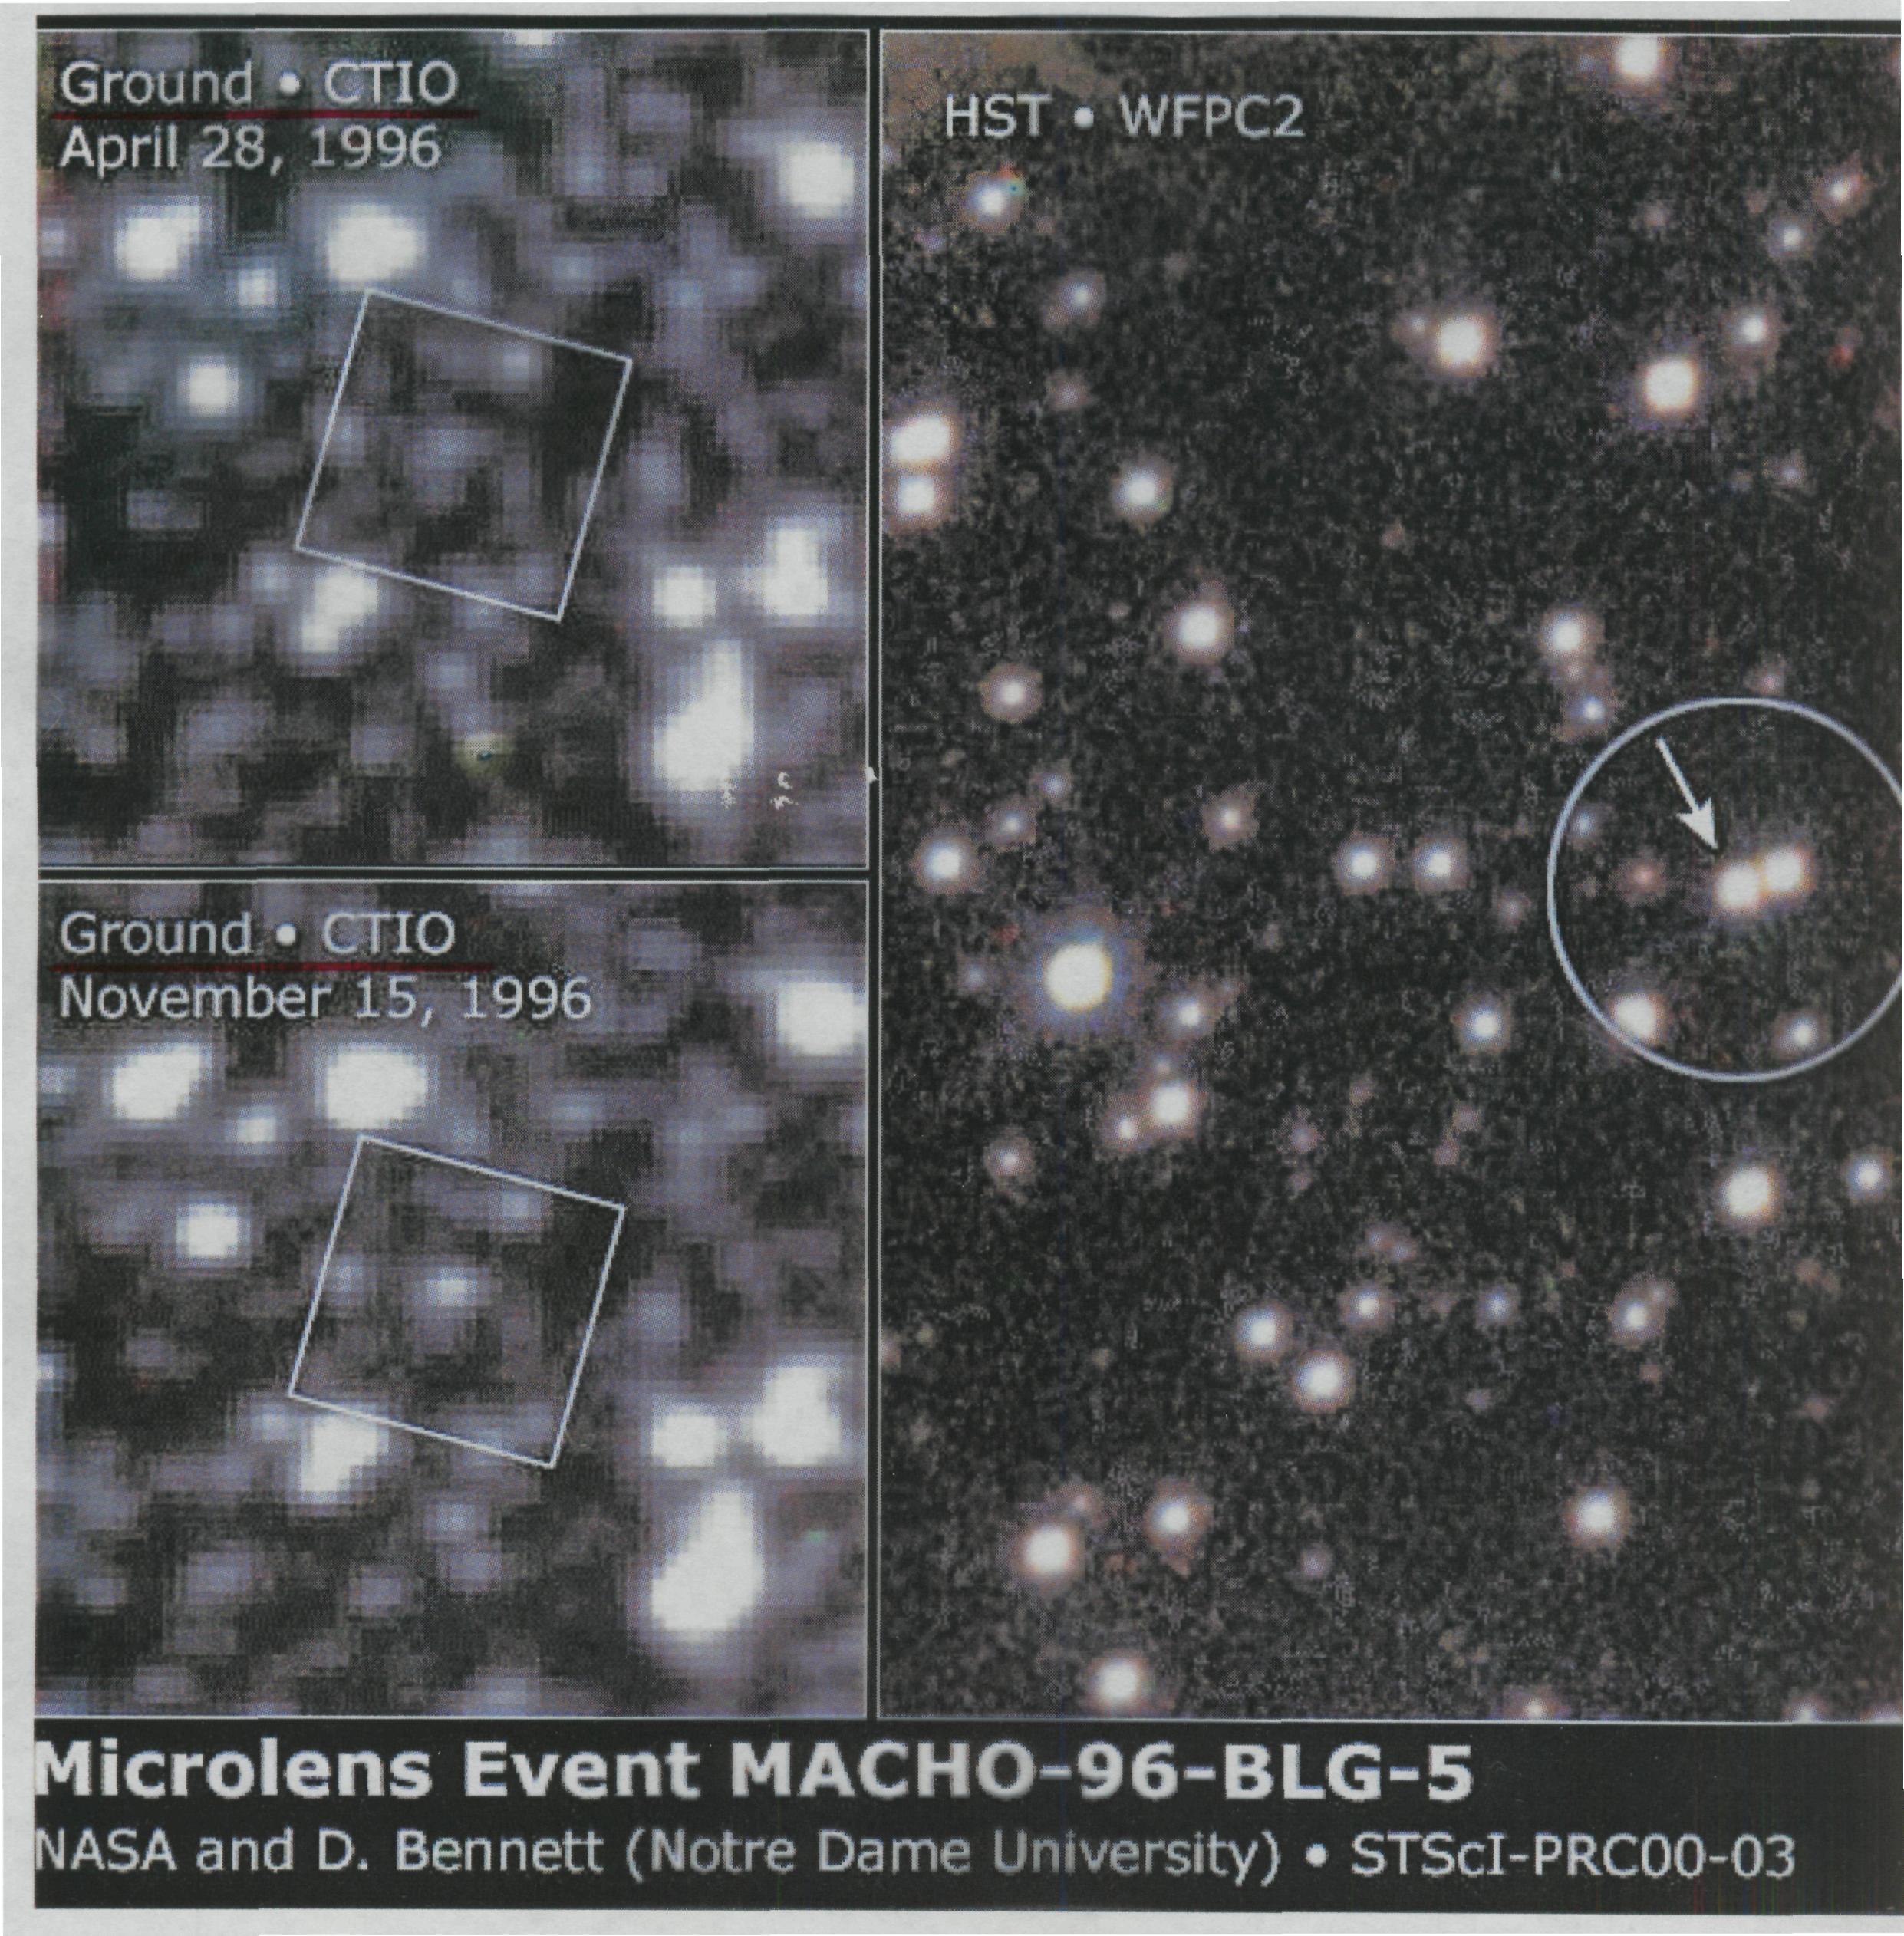 Ground • CTIO
April 28, 1996
HST • WFPC2
Ground • CTIO
November 15, 1996
Microlens Event MACHO-96-BLG-5
NASA and D. Bennett (Notre Dame University) • STScI-PRC00-03